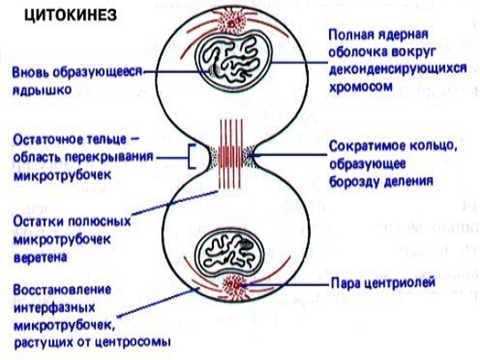 ЦИТОКИНЕЗ
Вновь образующееся
ядрышко
Остаточное тельце –
область перекрывания
микротрубочек
Остатки полюсных
микротрубочек
веретена
Восстановление
интерфазных
микротрубочек,
растущих от центросомы
Полная ядерная
оболочка вокруг
деконденсирующихся
хромосом
Сократимое кольцо,
образующее
борозду деления
Пара центриолей